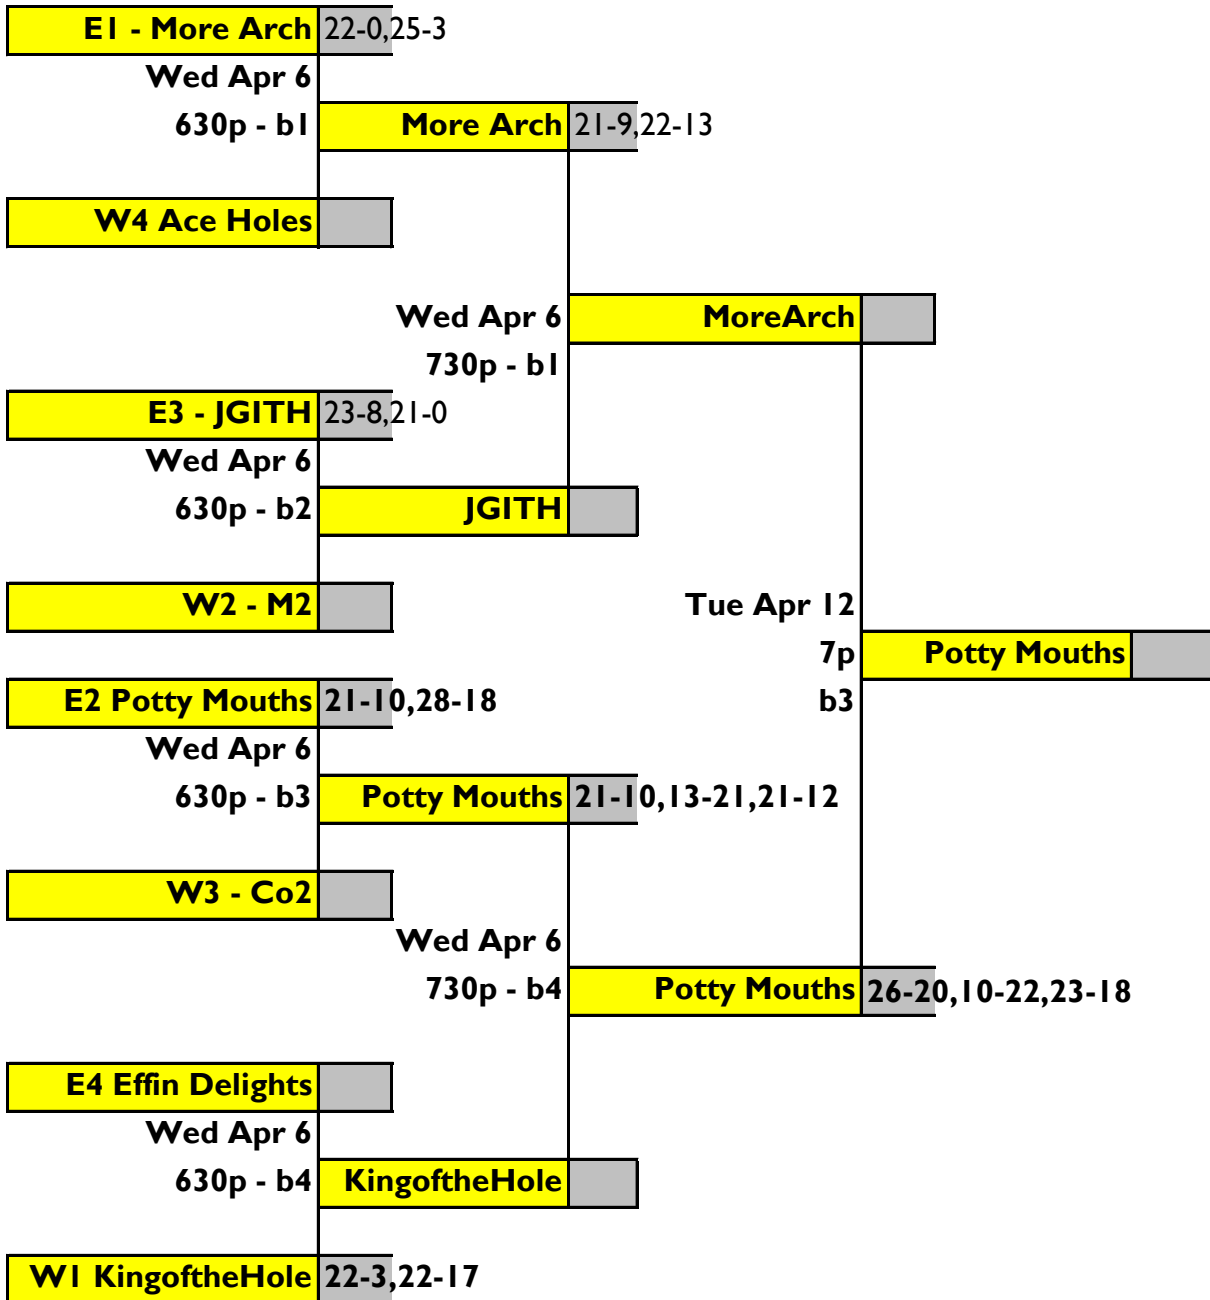 E1 - More Arch 22-0,25-3
Wed Apr 6
630p - b1 More Arch 21-9,22-13
W4 Ace Holes
Wed Apr 6 MoreArch
730p - b1
E3 - JGITH 23-8,21-0
Wed Apr 6
630p - b2 JGITH
W2 - M2 Tue Apr 12
7p Potty Mouths
E2 Potty Mouths 21-10,28-18 b3
Wed Apr 6
630p - b3 Potty Mouths 21-10,13-21,21-12
W3 - Co2
Wed Apr 6
730p - b4 Potty Mouths 26-20,10-22,23-18
E4 Effin Delights
Wed Apr 6
630p - b4 KingoftheHole
W1 KingoftheHole 22-3,22-17